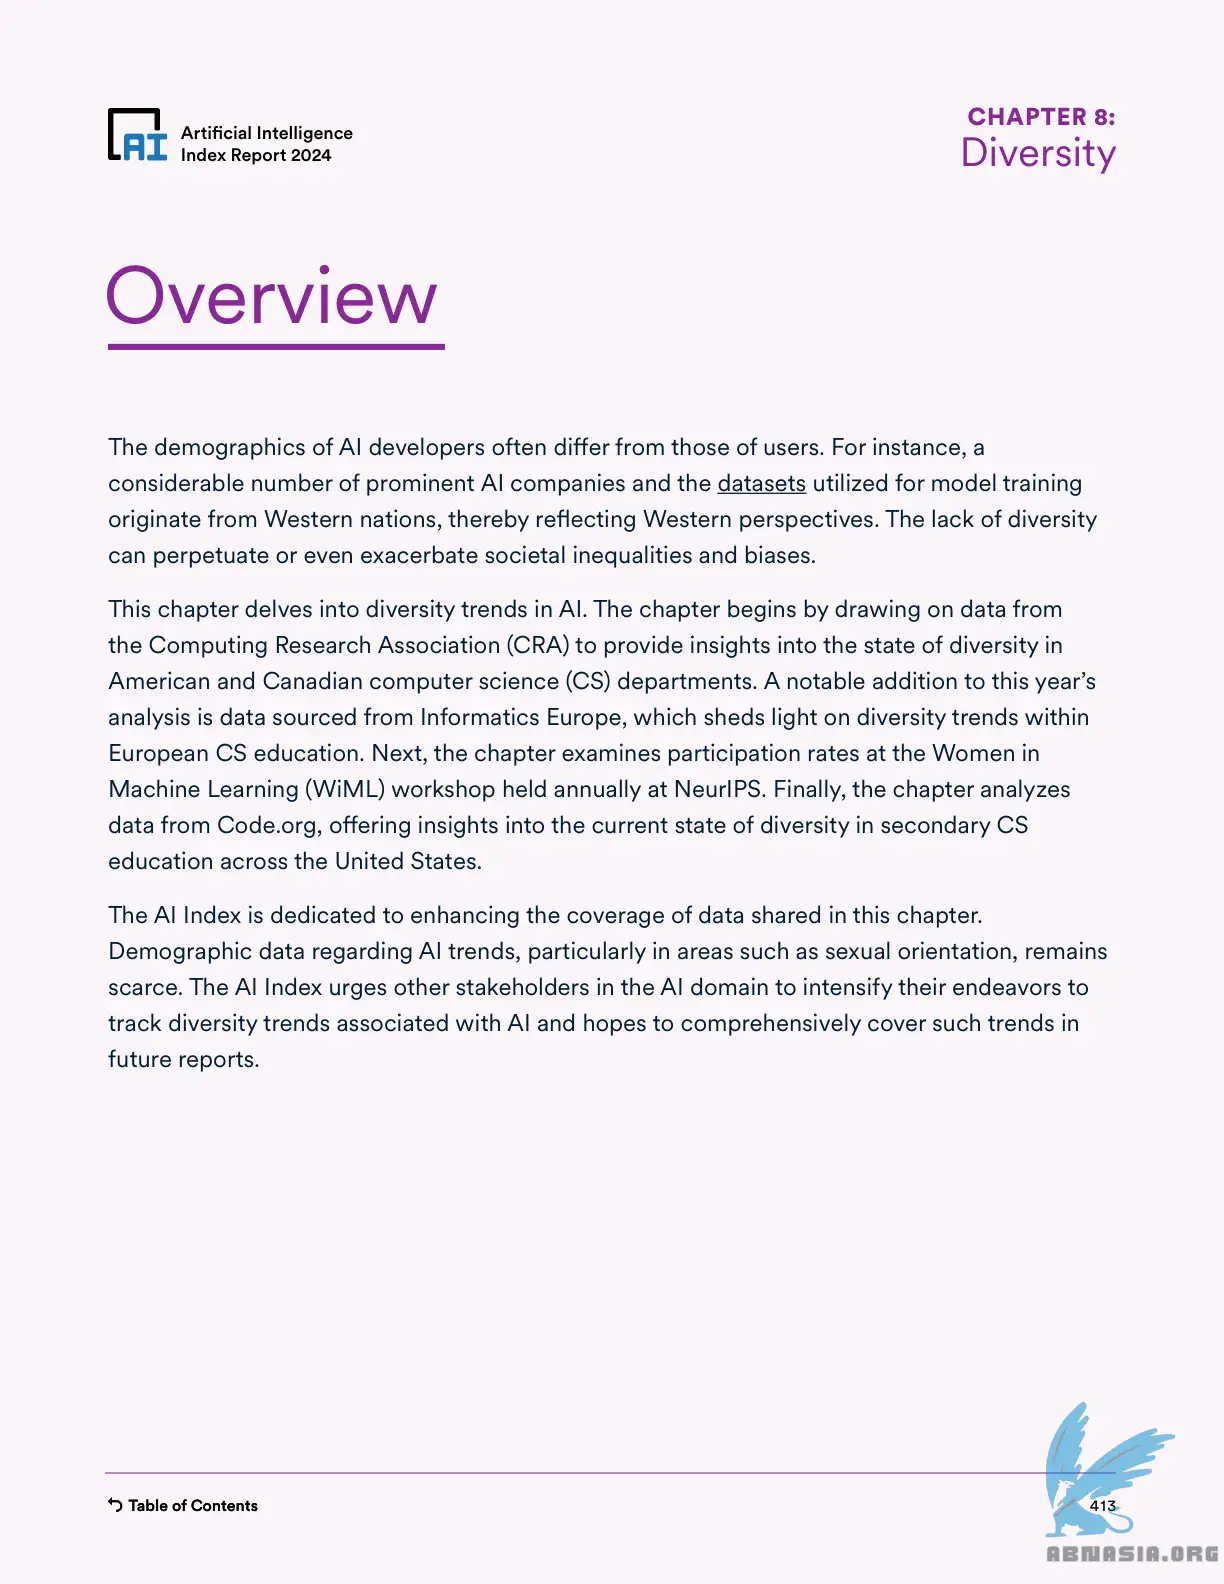 AI
Artificial Intelligence
Index Report 2024
CHAPTER 8:
Diversity
Overview
The demographics of AI developers often differ from those of users. For instance, a
considerable number of prominent AI companies and the datasets utilized for model training
originate from Western nations, thereby reflecting Western perspectives. The lack of diversity
can perpetuate or even exacerbate societal inequalities and biases.
This chapter delves into diversity trends in AI. The chapter begins by drawing on data from
the Computing Research Association (CRA) to provide insights into the state of diversity in
American and Canadian computer science (CS) departments. A notable addition to this year’s
analysis is data sourced from Informatics Europe, which sheds light on diversity trends within
European CS education. Next, the chapter examines participation rates at the Women in
Machine Learning (WiML) workshop held annually at NeurIPS. Finally, the chapter analyzes
data from Code.org, offering insights into the current state of diversity in secondary CS
education across the United States.
The AI Index is dedicated to enhancing the coverage of data shared in this chapter.
Demographic data regarding AI trends, particularly in areas such as sexual orientation, remains
scarce. The AI Index urges other stakeholders in the AI domain to intensify their endeavors to
track diversity trends associated with AI and hopes to comprehensively cover such trends in
future reports.
Table of Contents
413
ABNASIA.ORG